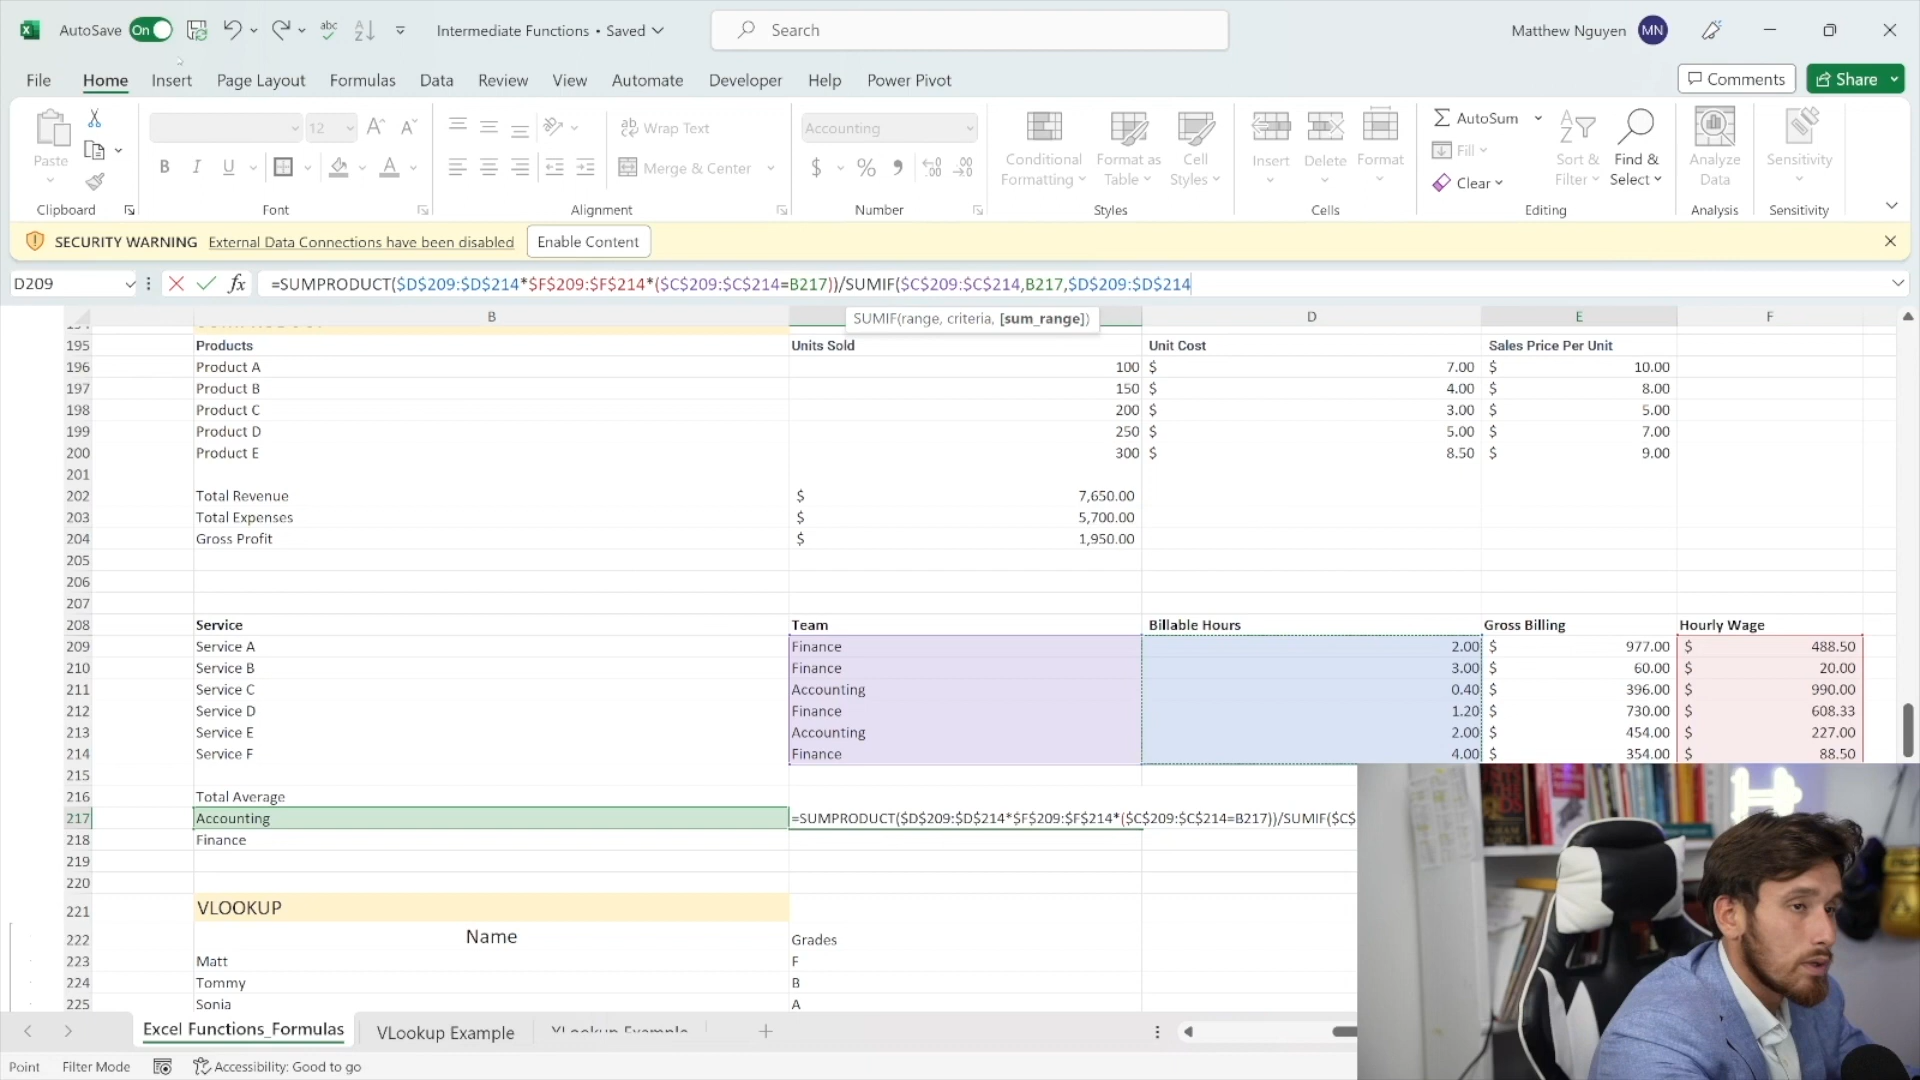 AutoSave On Intermediate Functions • Saved Search Matthew Nguyen MN
File Home Insert Page Layout Formulas Data Review View Automate Developer Help Power Pivot Comments Share
Paste 12 B I U Wrap Text Merge & Center Accounting $ % Conditional Formatting Format as Table Cell Styles Insert Delete Format AutoSum Fill Clear Sort & Filter Find & Select Analyze Data Sensitivity
Clipboard Font Alignment Number Styles Cells Editing Analysis Sensitivity
SECURITY WARNING External Data Connections have been disabled Enable Content
D209 fx =SUMPRODUCT($D$209:$D$214*$F$209:$F$214*($C$209:$C$214=B217))/SUMIF($C$209:$C$214,B217,$D$209:$D$214
SUMIF(range, criteria, [sum_range])
B D E F
195 Products Units Sold Unit Cost Sales Price Per Unit
196 Product A 100 $ 7.00 $ 10.00
197 Product B 150 $ 4.00 $ 8.00
198 Product C 200 $ 3.00 $ 5.00
199 Product D 250 $ 5.00 $ 7.00
200 Product E 300 $ 8.50 $ 9.00
201
202 Total Revenue $ 7,650.00
203 Total Expenses $ 5,700.00
204 Gross Profit $ 1,950.00
205
206
207
208 Service Team Billable Hours Gross Billing Hourly Wage
209 Service A Finance 2.00 $ 977.00 $ 488.50
210 Service B Finance 3.00 $ 60.00 $ 20.00
211 Service C Accounting 0.40 $ 396.00 $ 990.00
212 Service D Finance 1.20 $ 730.00 $ 608.33
213 Service E Accounting 2.00 $ 454.00 $ 227.00
214 Service F Finance 4.00 $ 354.00 $ 88.50
215
216 Total Average
217 Accounting =SUMPRODUCT($D$209:$D$214*$F$209:$F$214*($C$209:$C$214=B217))/SUMIF($C$
218 Finance
219
220
221 VLOOKUP
222 Name Grades
223 Matt F
224 Tommy B
225 Sonia A
Excel Functions_Formulas VLookup Example XLookup Example
Point Filter Mode Accessibility: Good to go